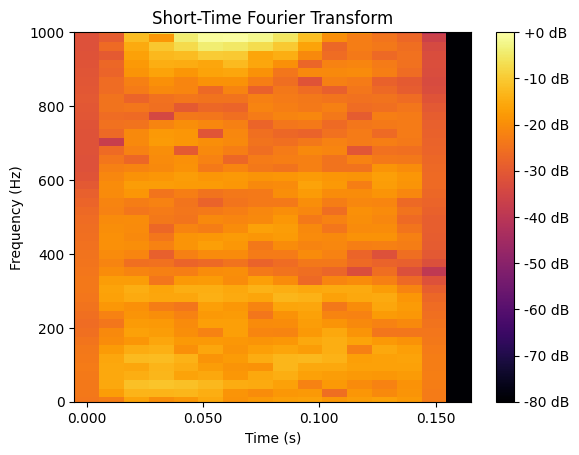 Short-Time Fourier Transform
1000
800
600
400
200
0
Frequency (Hz)
0.000
0.050
0.100
0.150
Time (s)
+0 dB
-10 dB
-20 dB
-30 dB
-40 dB
-50 dB
-60 dB
-70 dB
-80 dB